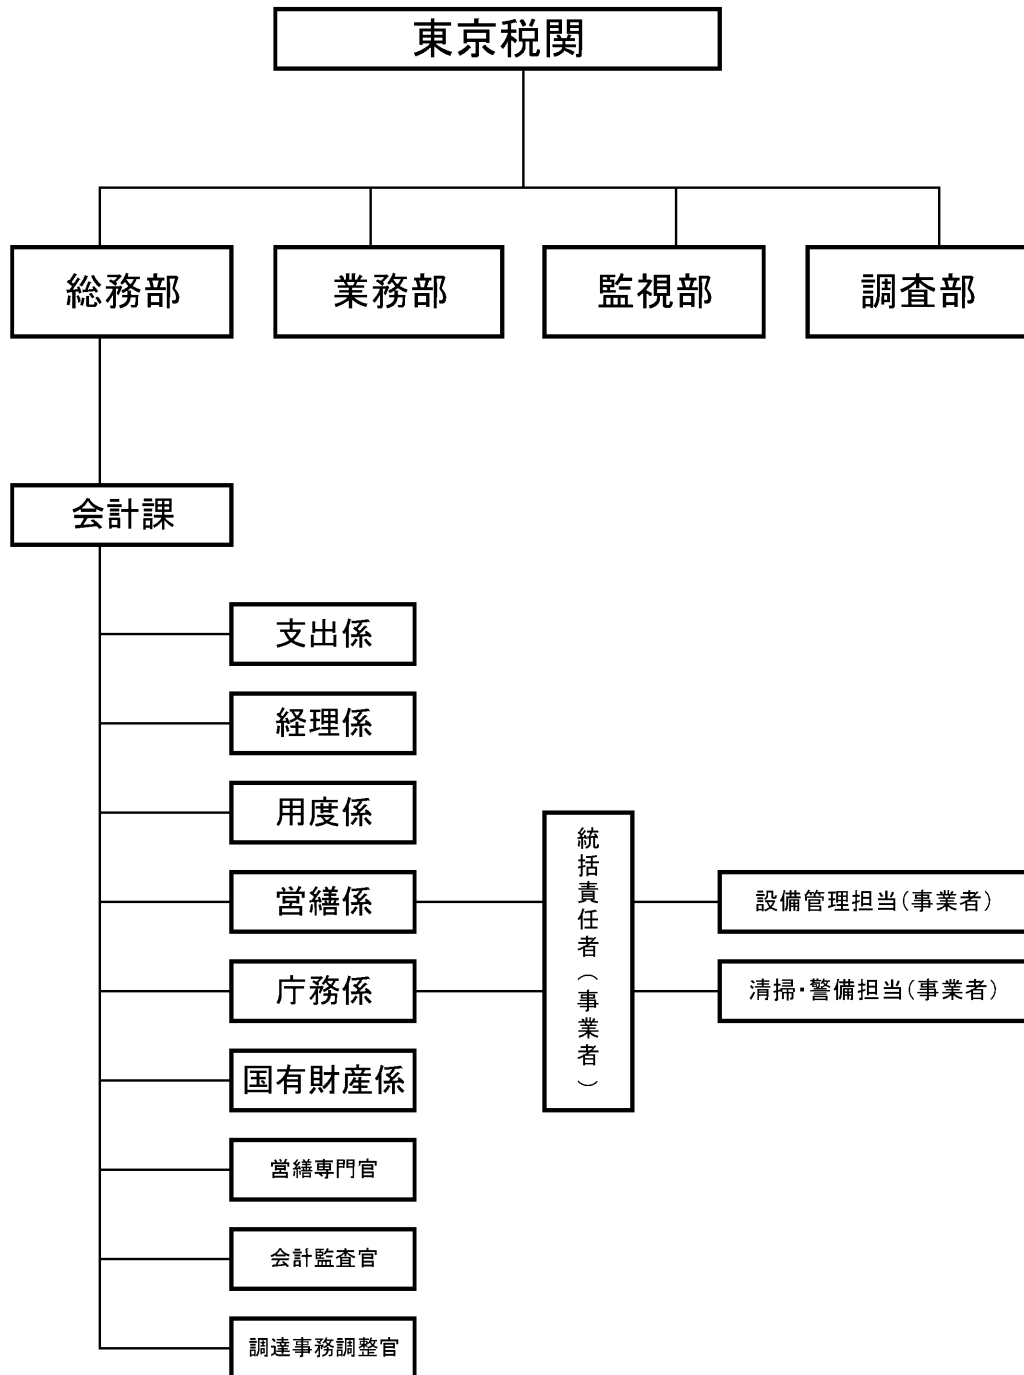 東京税関
総務部
業務部
監視部
調査部
会計課
支出係
経理係
用度係
営繕係
庁務係
国有財産係
営繕専門官
会計監査官
調達事務調整官
統括責任者（事業者）
設備管理担当（事業者）
清掃・警備担当（事業者）